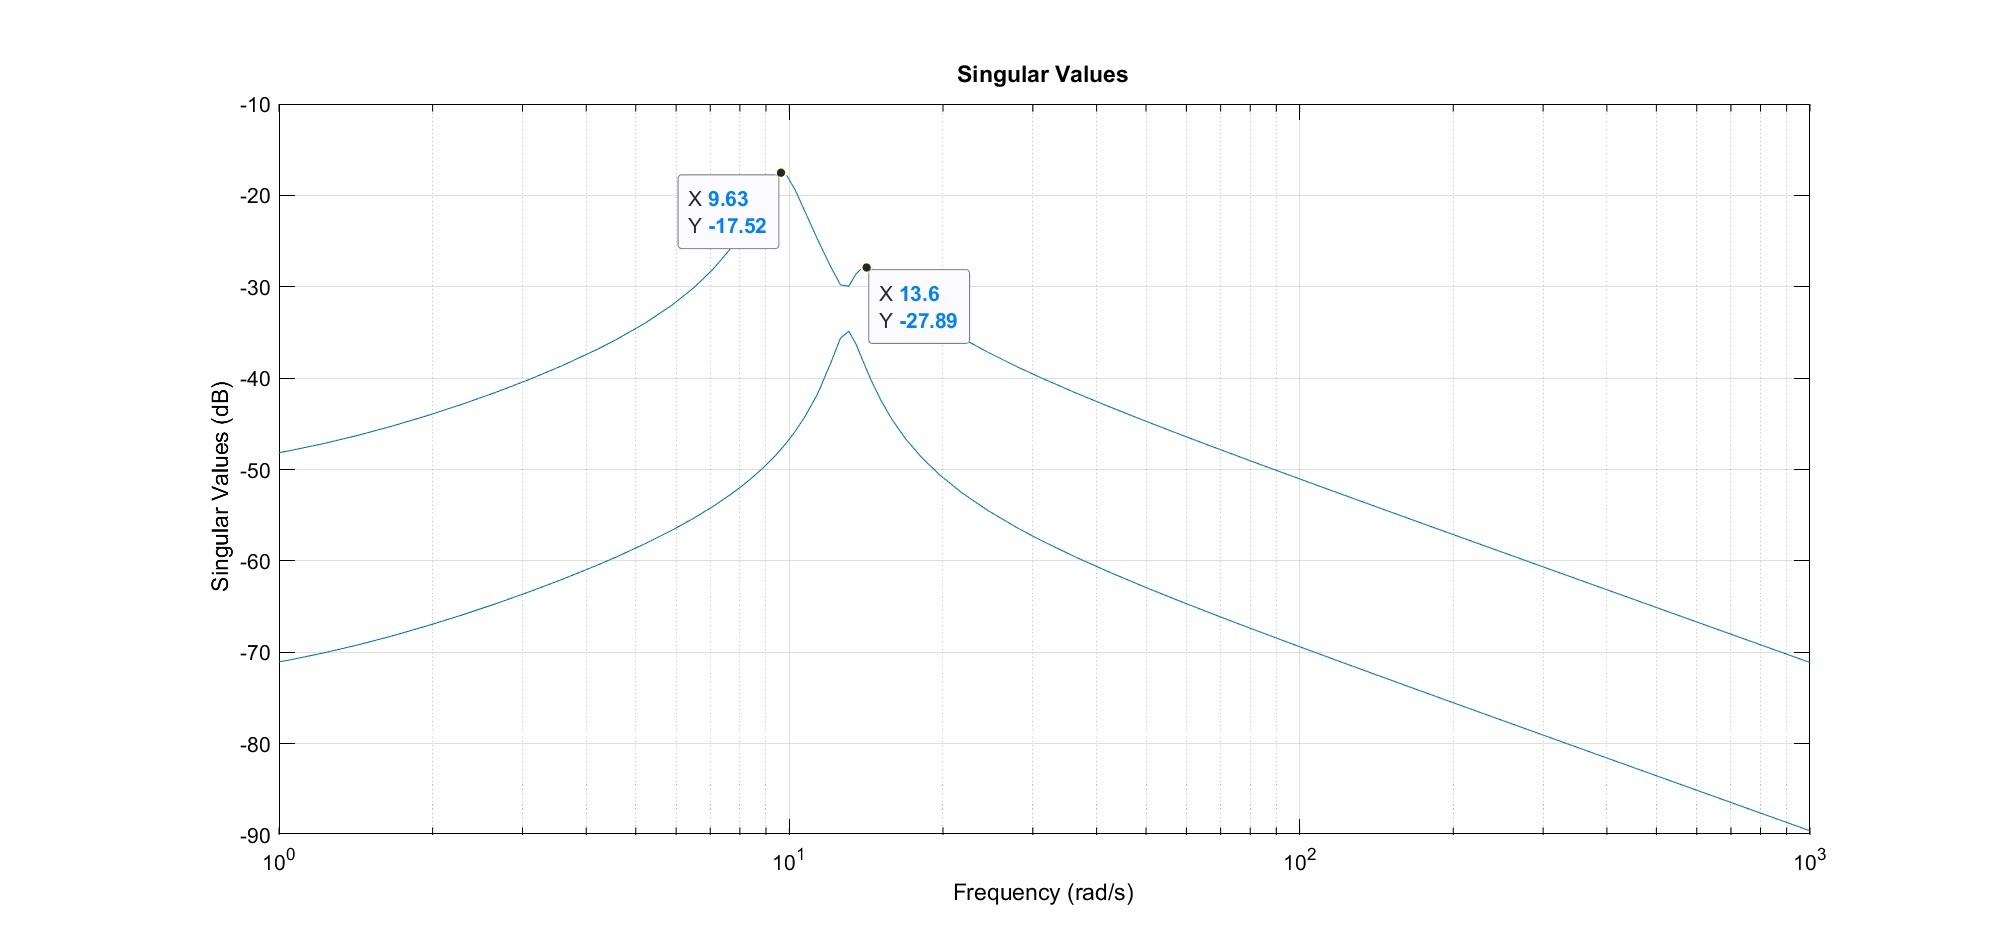 Singular Values
-10
-20
-30
-40
-50
-60
-70
-80
-90
Singular Values (dB)
X 9.63
Y -17.52
X 13.6
Y -27.89
10^0
10^1
10^2
10^3
Frequency (rad/s)